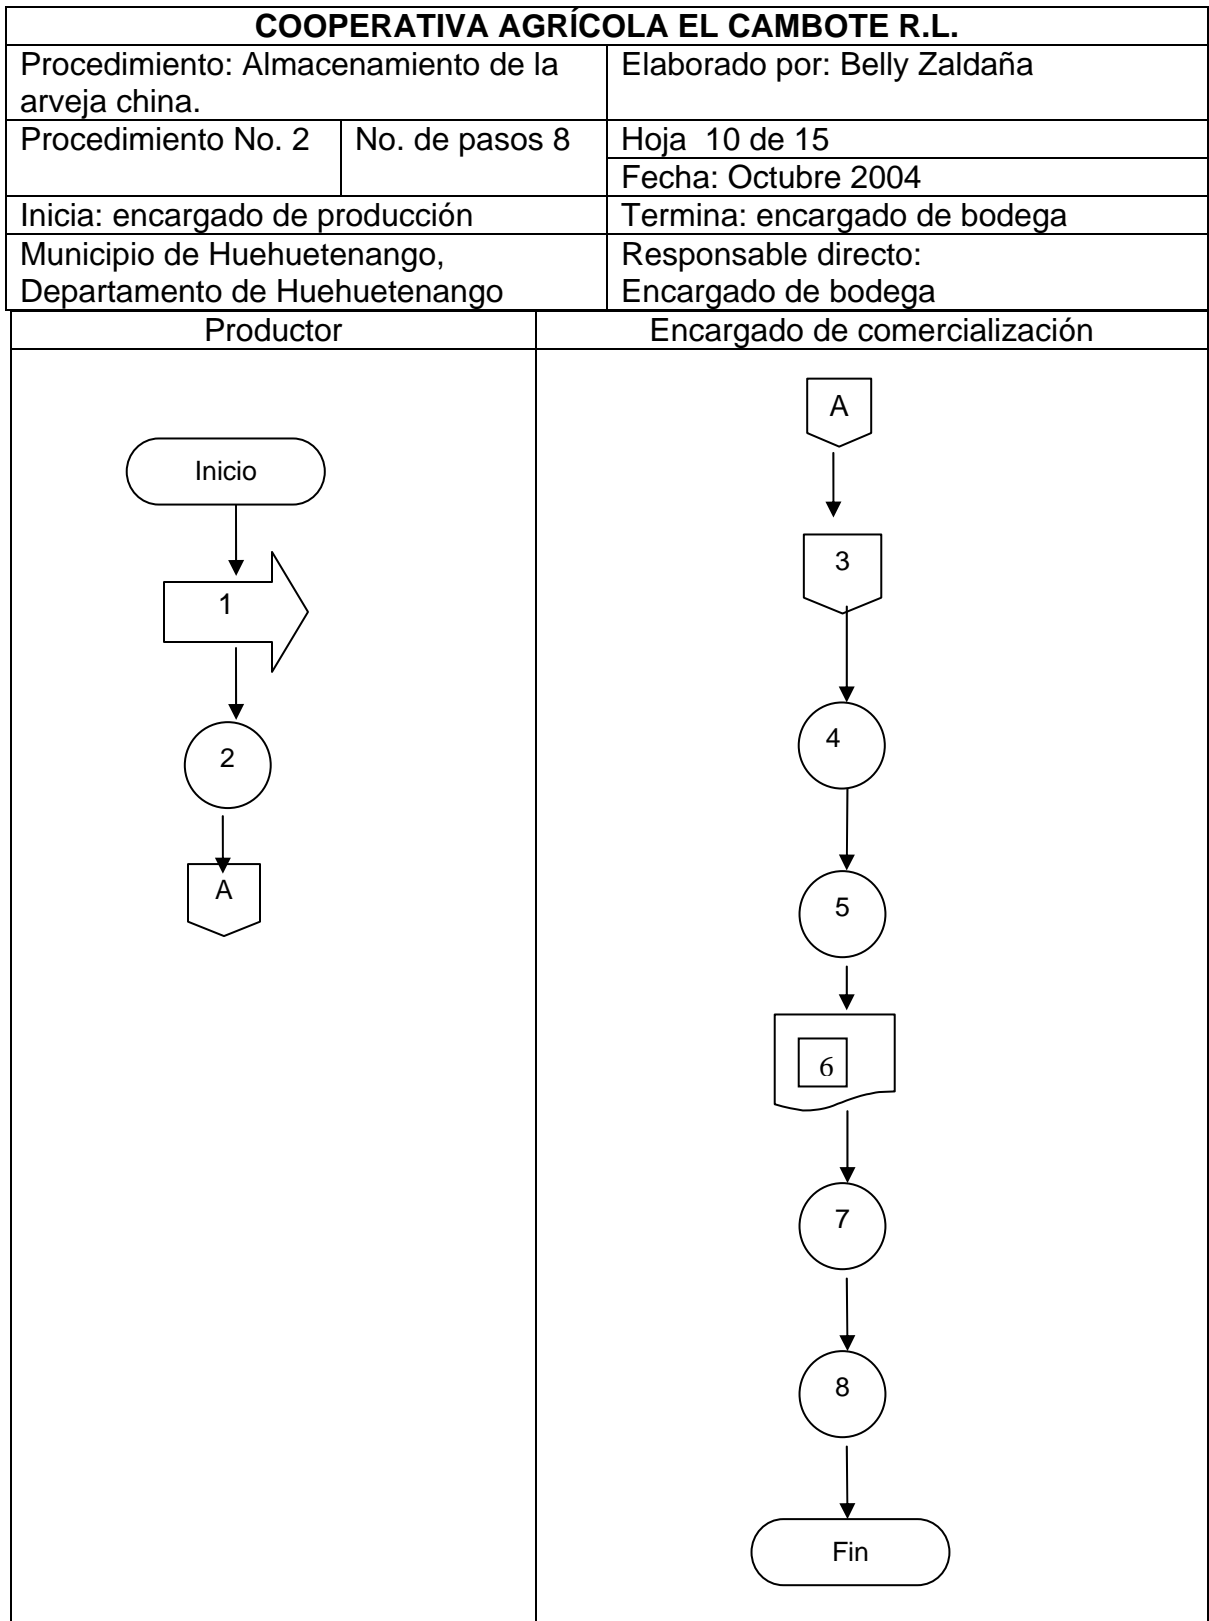 COOPERATIVA AGRÍCOLA EL CAMBOTE R.L.
Procedimiento: Almacenamiento de la
arveja china.
Elaborado por: Belly Zaldaña
Procedimiento No. 2
No. de pasos 8
Hoja 10 de 15
Fecha: Octubre 2004
Inicia: encargado de producción
Termina: encargado de bodega
Municipio de Huehuetenango,
Departamento de Huehuetenango
Responsable directo:
Encargado de bodega
Productor
Encargado de comercialización
Inicio
1
2
A
A
3
4
5
6
7
8
Fin